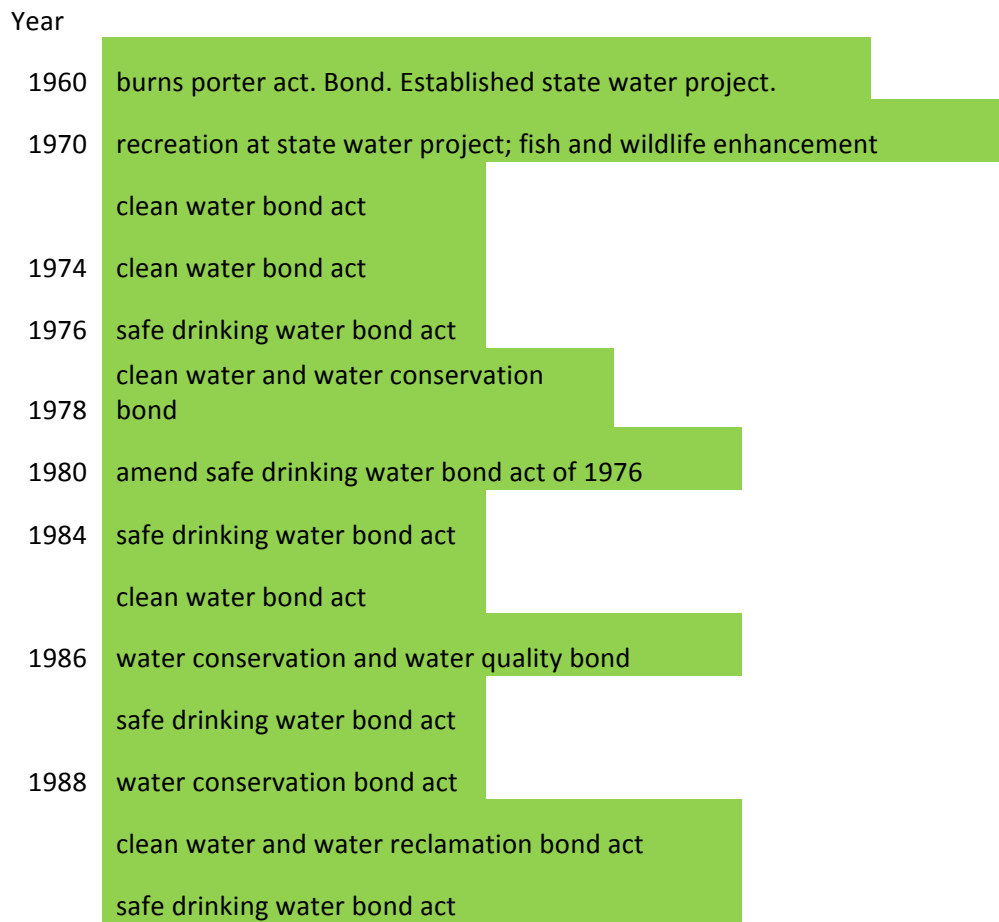 Year
1960 burns porter act. Bond. Established state water project.
1970 recreation at state water project; fish and wildlife enhancement
clean water bond act
1974 clean water bond act
1976 safe drinking water bond act
clean water and water conservation
1978 bond
1980 amend safe drinking water bond act of 1976
1984 safe drinking water bond act
clean water bond act
1986 water conservation and water quality bond
safe drinking water bond act
1988 water conservation bond act
clean water and water reclamation bond act
safe drinking water bond act